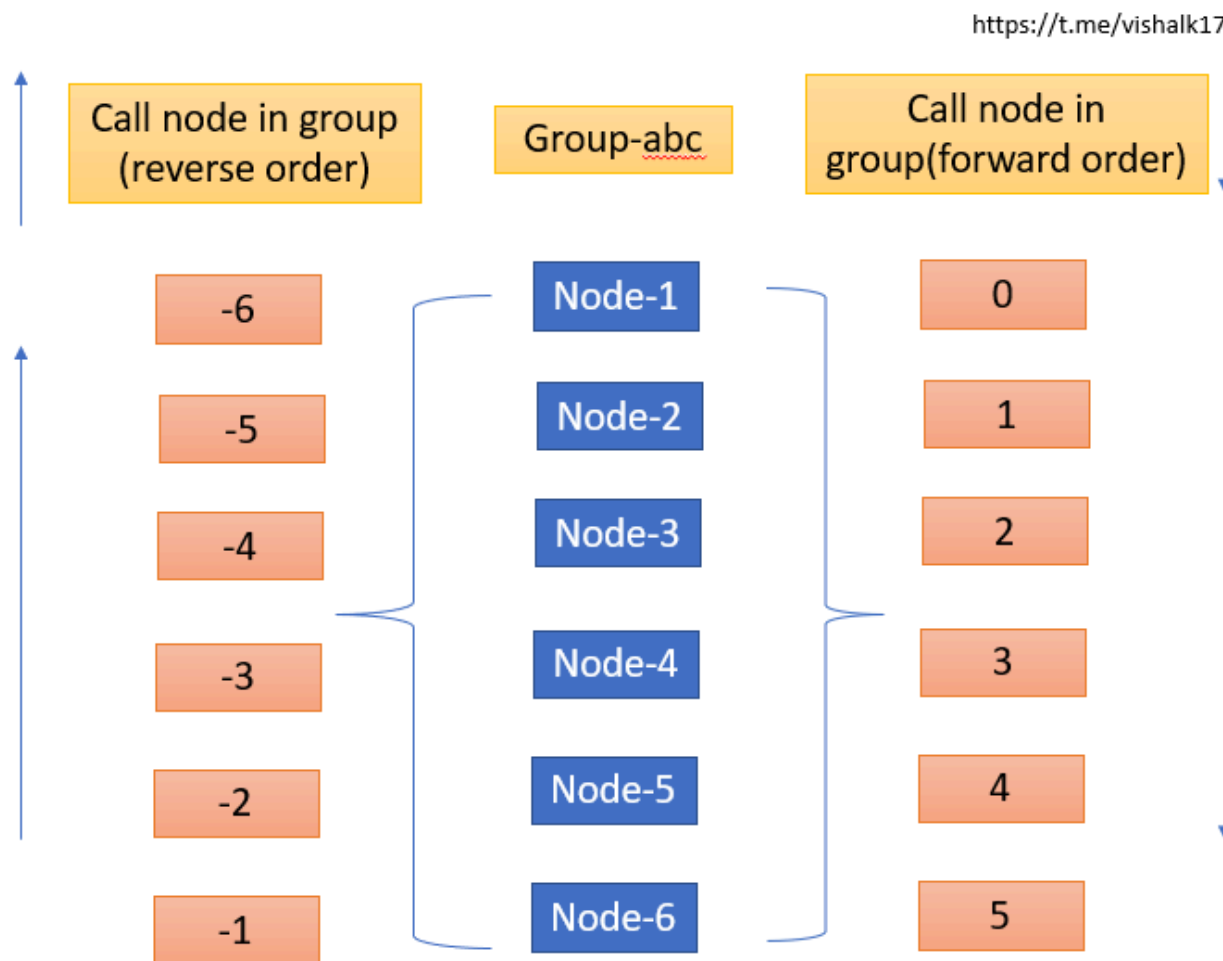 https://t.me/vishalk17
Call node in group
(reverse order)
Group-abc
Call node in
group(forward order)
-6
Node-1
0
-5
Node-2
1
-4
Node-3
2
-3
Node-4
3
-2
Node-5
4
-1
Node-6
5